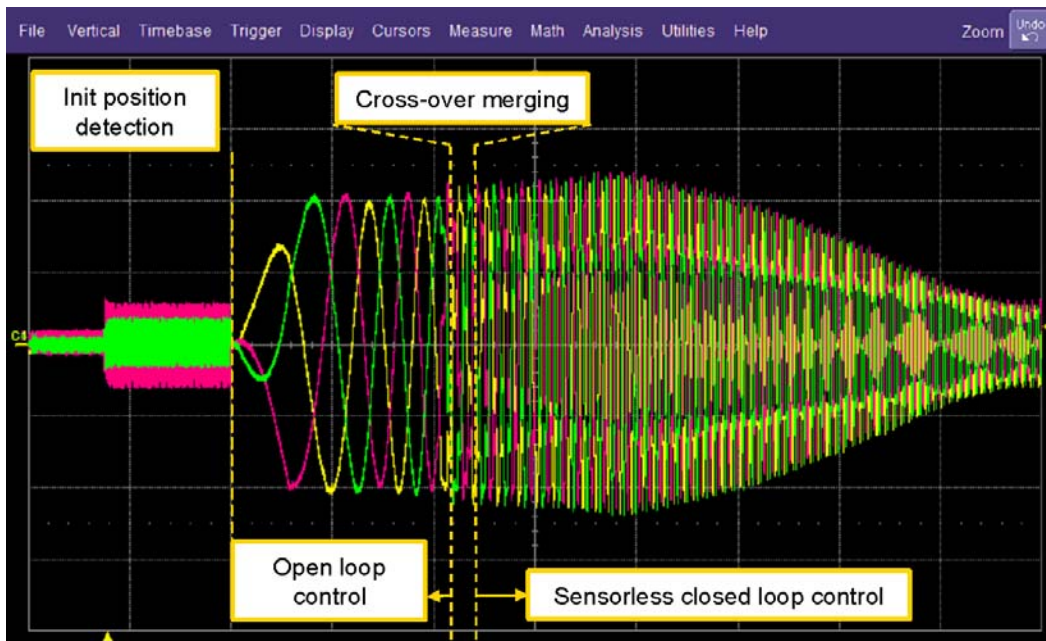 File Vertical Timebase Trigger Display Cursors Measure Math Analysis Utilities Help Zoom Undo
Init position
detection
Cross-over merging
C1
Open loop
control
Sensorless closed loop control